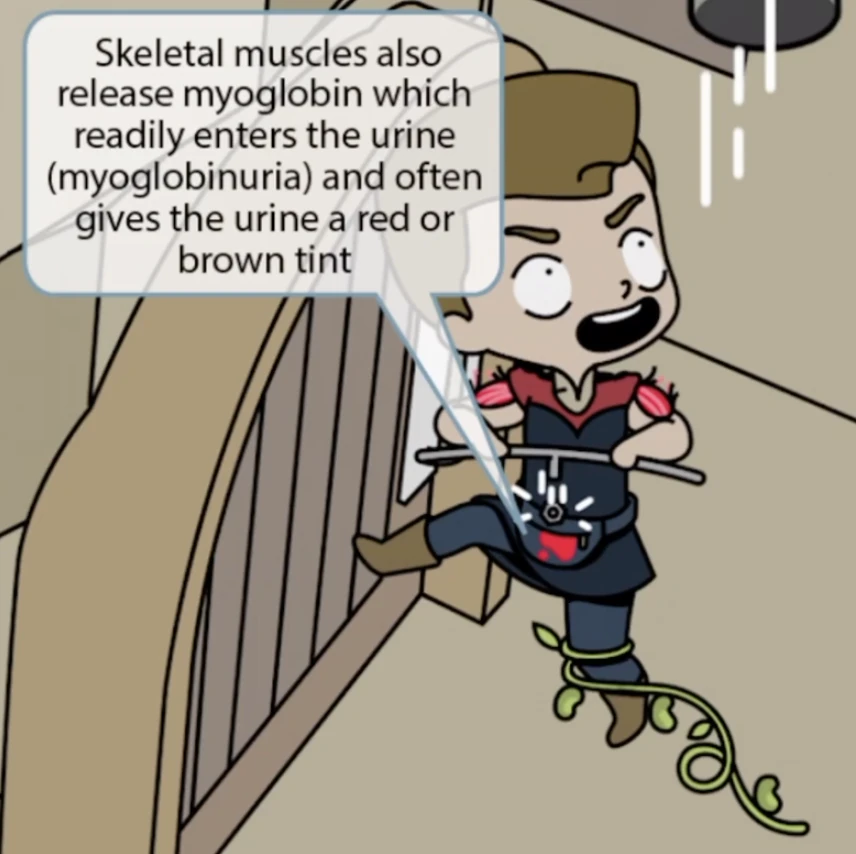 Skeletal muscles also
release myoglobin which
readily enters the urine
(myoglobinuria) and often
gives the urine a red or
brown tint